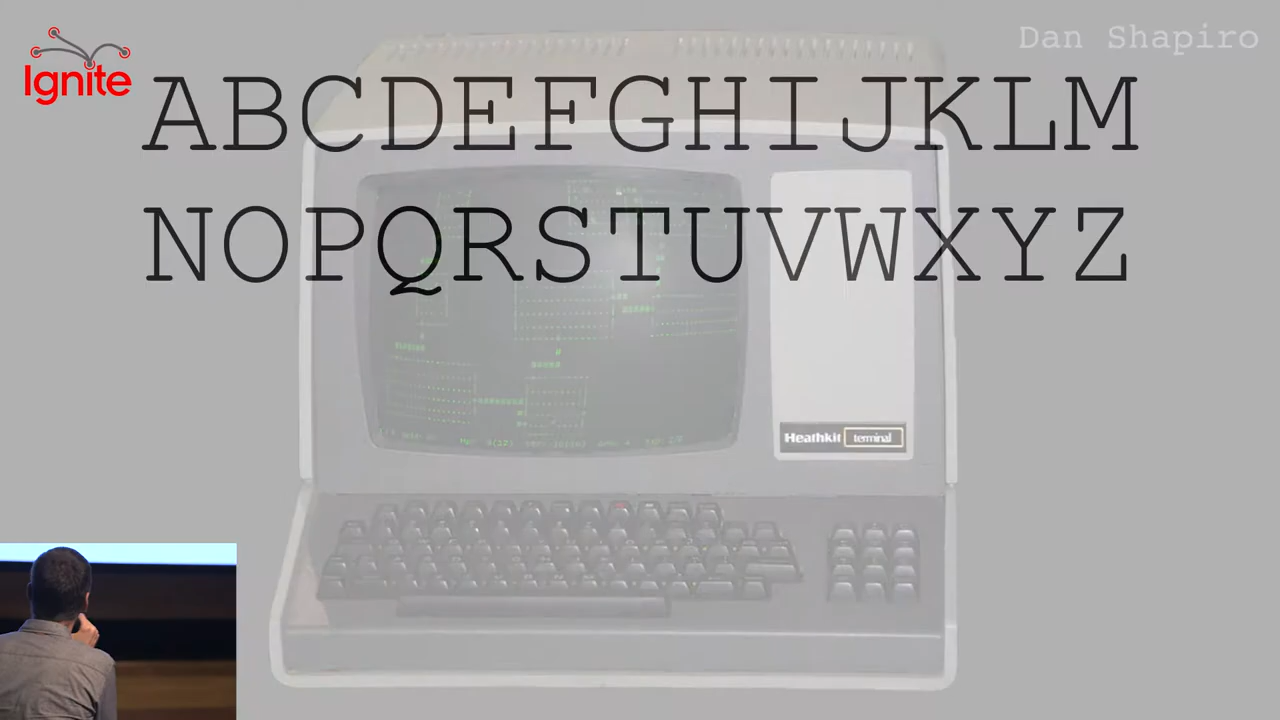 Dan Shapiro
Ignite
ABCDEFGHIJKLM
NOPQRSTUVWXYZ
Heathkit terminal